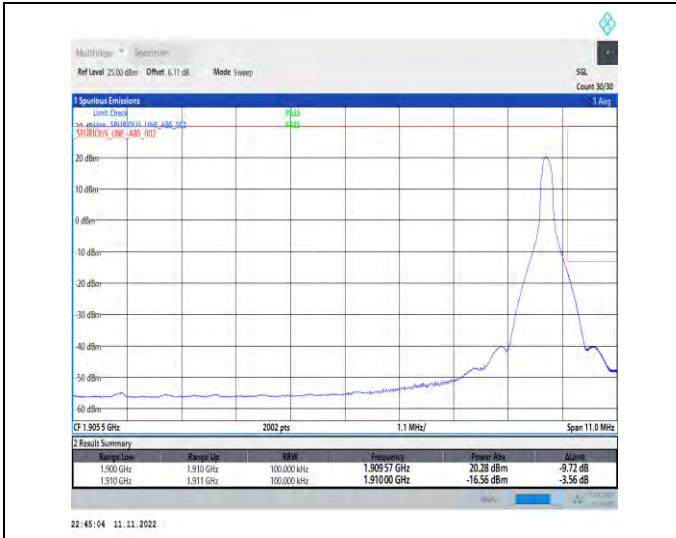 MultiView Spectrum
Ref Level 25.00 dBm Offset 6.11 dB Mode Sweep SGL
Count 30/30
1 Spurious Emissions 1 Avg
Limit Check PASS
Line _SPURIOUS_LINE_ABS_002 PASS
_SPURIOUS_LINE_ABS_002
20 dBm
10 dBm
0 dBm
-10 dBm
-20 dBm
-30 dBm
-40 dBm
-50 dBm
-60 dBm
CF 1.905 5 GHz 2002 pts 1.1 MHz/ Span 11.0 MHz
2 Result Summary
Range Low Range Up RBW Frequency Power Abs ΔLimit
1.900 GHz 1.910 GHz 100.000 kHz 1.909 57 GHz 20.28 dBm -9.72 dB
1.910 GHz 1.911 GHz 100.000 kHz 1.910 00 GHz -16.56 dBm -3.56 dB
Ready
22:45:04 11.11.2022